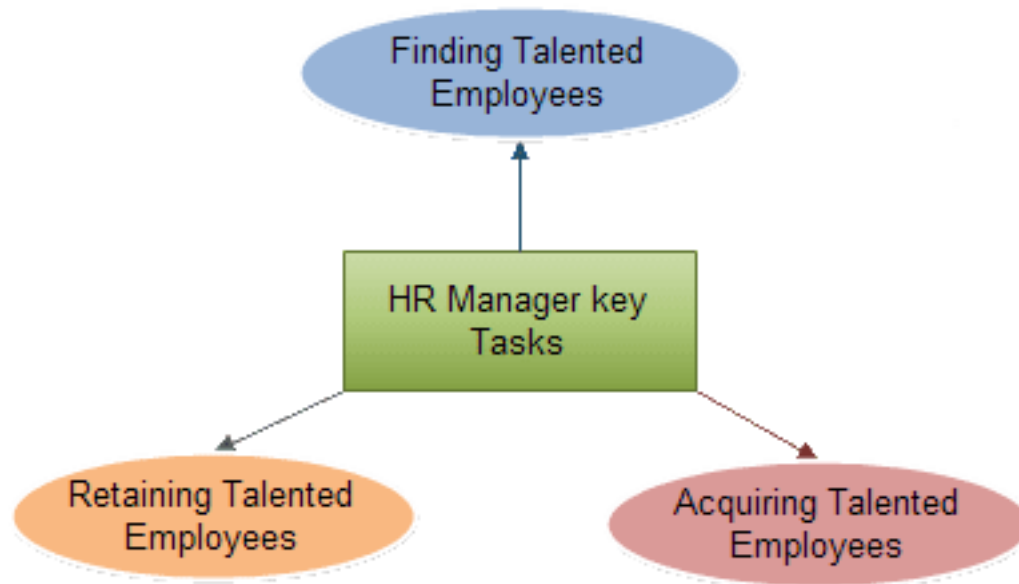 Finding Talented
Employees
HR Manager key
Tasks
Retaining Talented
Employees
Acquiring Talented
Employees